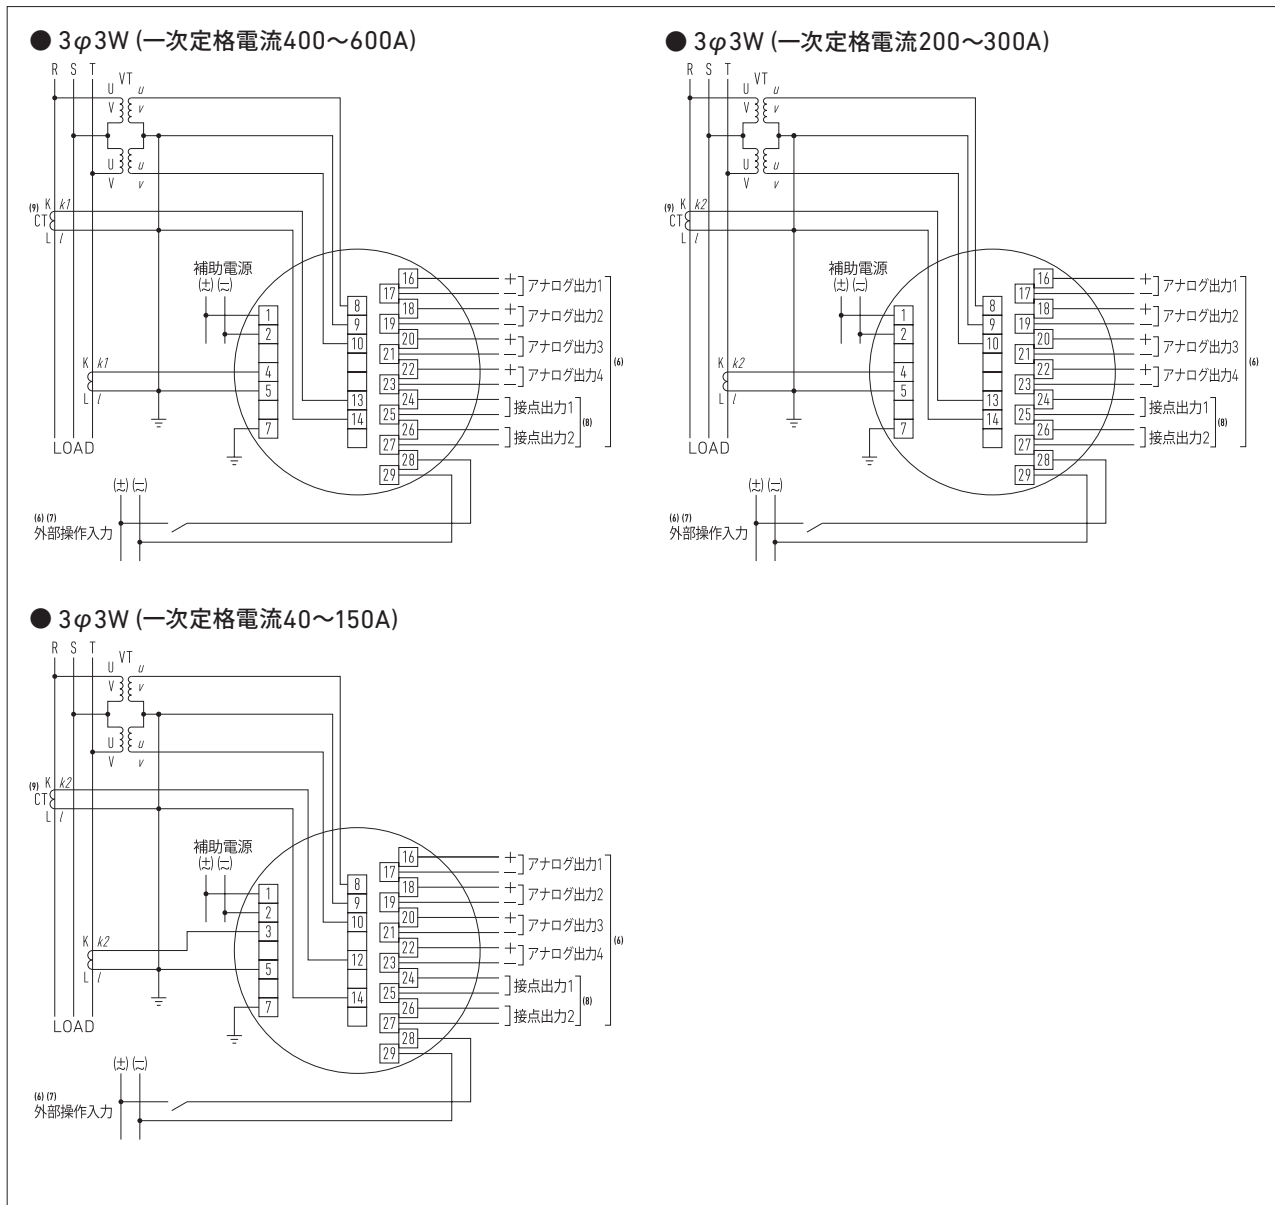 ● 3φ3W (一次定格電流400～600A)
R S T
VT
U u
V v
U u
V v
(9) K k1
CT
L l
補助電源
(±) (−)
1
2
4
5
7
8
9
10
13
14
16
17
18
19
20
21
22
23
24
25
26
27
28
29
+
−
アナログ出力1
+
−
アナログ出力2
+
−
アナログ出力3
+
−
アナログ出力4
接点出力1
接点出力2
(8)
(6)
K k1
L l
LOAD
(±) (−)
(6) (7)
外部操作入力
● 3φ3W (一次定格電流200～300A)
R S T
VT
U u
V v
U u
V v
(9) K k2
CT
L l
補助電源
(±) (−)
1
2
4
5
7
8
9
10
13
14
16
17
18
19
20
21
22
23
24
25
26
27
28
29
+
−
アナログ出力1
+
−
アナログ出力2
+
−
アナログ出力3
+
−
アナログ出力4
接点出力1
接点出力2
(8)
(6)
K k2
L l
LOAD
(±) (−)
(6) (7)
外部操作入力
● 3φ3W (一次定格電流40～150A)
R S T
VT
U u
V v
U u
V v
(9) K k2
CT
L l
補助電源
(±) (−)
1
2
3
5
7
8
9
10
12
14
16
17
18
19
20
21
22
23
24
25
26
27
28
29
+
−
アナログ出力1
+
−
アナログ出力2
+
−
アナログ出力3
+
−
アナログ出力4
接点出力1
接点出力2
(8)
(6)
K k2
L l
LOAD
(±) (−)
(6) (7)
外部操作入力